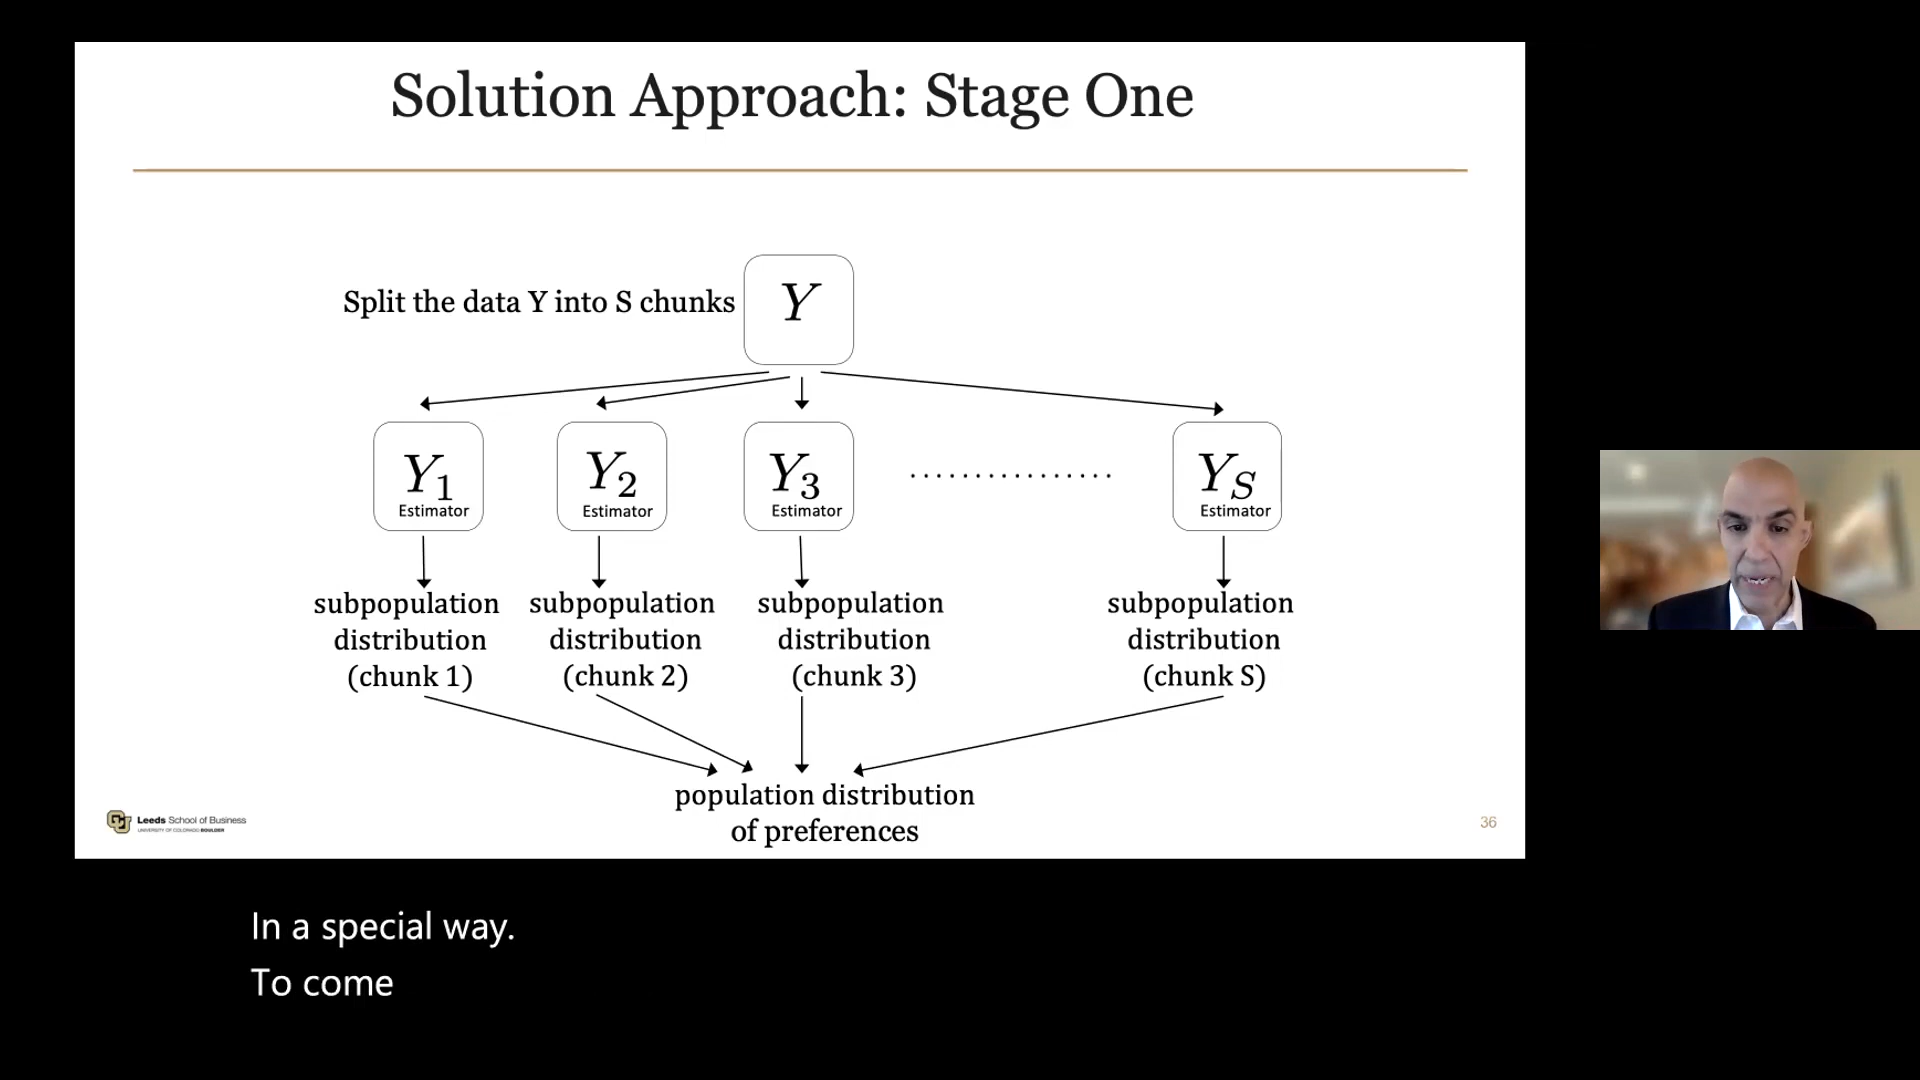 Solution Approach: Stage One
Split the data Y into S chunks
Y
Y1
Estimator
Y2
Estimator
Y3
Estimator
................
YS
Estimator
subpopulation
distribution
(chunk 1)
subpopulation
distribution
(chunk 2)
subpopulation
distribution
(chunk 3)
subpopulation
distribution
(chunk S)
population distribution
of preferences
CU
Leeds School of Business
UNIVERSITY OF COLORADO BOULDER
36
In a special way.
To come